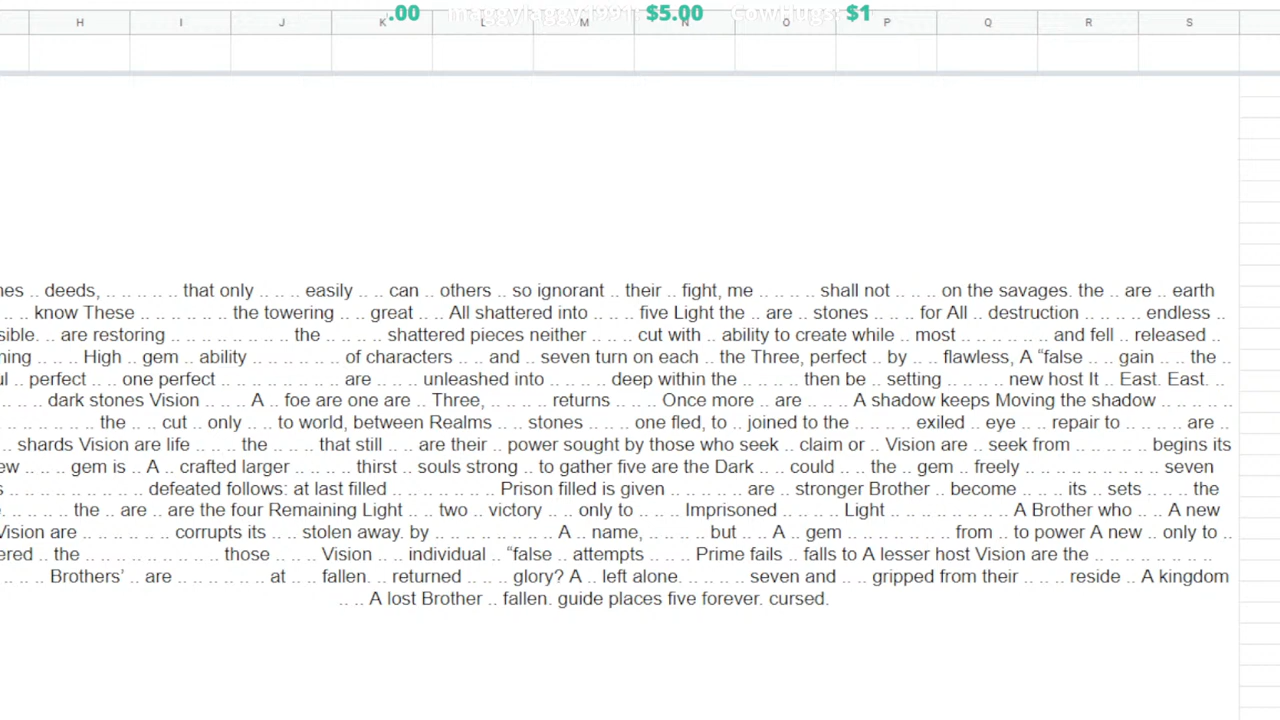 .00 maggylaggy1991: $5.00 CowHugs: $1
H I J K L M N O P Q R S
nes .. deeds, .. .. .. .. .. that only .. .. .. easily .. .. can .. others .. so ignorant .. their .. fight, me .. .. .. .. shall not .. .. .. on the savages. the .. are .. earth
.. .. know These .. .. .. .. .. .. the towering .. .. great .. .. All shattered into .. .. five Light the .. are .. stones .. .. for All .. destruction .. .. .. .. endless ..
sible. .. are restoring .. .. .. .. .. .. the .. .. .. .. shattered pieces neither .. .. .. cut with .. ability to create while .. most .. .. .. .. .. .. and fell .. released ..
ning .. .. .. High .. gem .. ability .. .. .. .. .. .. of characters .. .. and .. seven turn on each .. the Three, perfect .. by .. .. flawless, A “false .. .. gain .. .. the ..
ul .. perfect .. .. one perfect .. .. .. .. .. .. .. .. are .. .. .. unleashed into .. .. .. .. deep within the .. .. .. .. then be .. setting .. .. .. .. new host It .. East. East. ..
.. .. .. dark stones Vision .. .. .. A .. foe are one are .. Three, .. .. .. .. returns .. .. .. Once more .. are .. .. .. A shadow keeps Moving the shadow .. .. .. .. ..
.. .. .. .. .. .. the .. .. cut .. only .. .. to world, between Realms .. .. stones .. .. .. one fled, to .. joined to the .. .. .. .. exiled .. eye .. .. repair to .. .. .. .. are ..
.. shards Vision are life .. .. .. the .. .. .. that still .. .. are their .. power sought by those who seek .. claim or .. Vision are .. seek from .. .. .. .. .. begins its
ew .. .. .. gem is .. A .. crafted larger .. .. .. .. thirst .. souls strong .. to gather five are the Dark .. .. could .. .. the .. gem .. freely .. .. .. .. .. .. .. .. .. seven
s .. .. .. .. .. .. .. .. .. defeated follows: at last filled .. .. .. .. .. .. .. Prison filled is given .. .. .. .. .. are .. stronger Brother .. become .. .. its .. sets .. .. .. the
.. .. .. .. the .. are .. are the four Remaining Light .. .. two .. victory .. .. only to .. .. Imprisoned .. .. Light .. .. .. .. .. .. .. .. A Brother who .. .. A new
Vision are .. .. .. .. .. corrupts its .. .. stolen away. by .. .. .. .. .. .. .. .. A .. name, .. .. .. but .. .. A .. gem .. .. .. .. .. .. .. from .. to power A new .. only to ..
ered .. the .. .. .. .. .. .. .. those .. .. .. Vision .. .. individual .. “false .. attempts .. .. .. Prime fails .. falls to A lesser host Vision are the .. .. .. .. .. .. .. ..
.. .. .. Brothers’ .. are .. .. .. .. .. .. .. at .. .. fallen. .. returned .. .. .. glory? A .. left alone. .. .. .. .. seven and .. .. gripped from their .. .. .. reside .. A kingdom
.. .. A lost Brother .. fallen. guide places five forever. cursed.